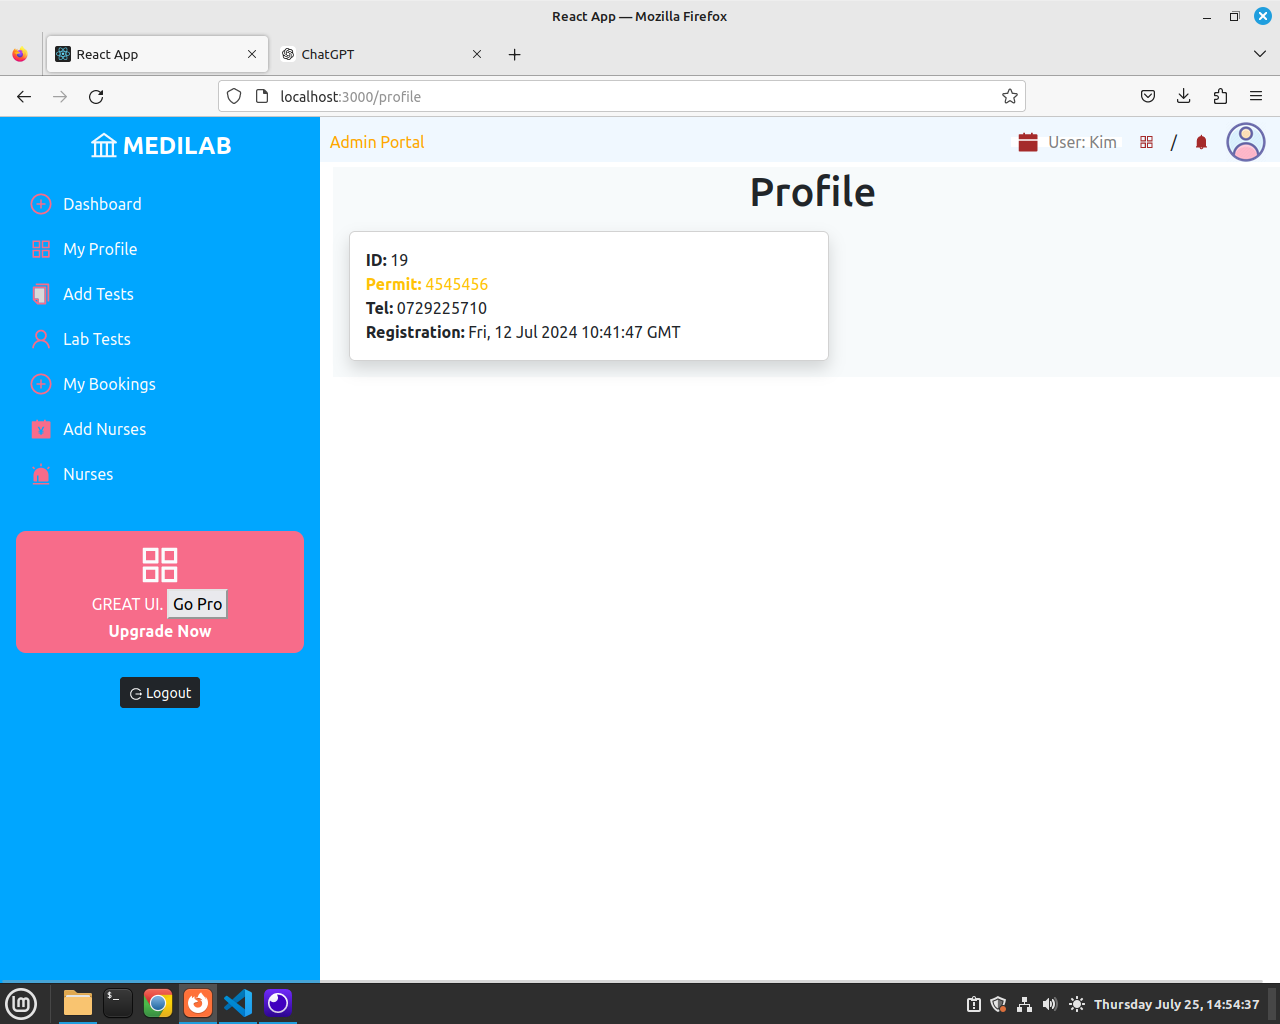 React App — Mozilla Firefox
React App
ChatGPT
localhost:3000/profile
MEDILAB
Admin Portal
User: Kim
/
Dashboard
My Profile
Add Tests
Lab Tests
My Bookings
Add Nurses
Nurses
GREAT UI. Go Pro
Upgrade Now
Logout
Profile
ID: 19
Permit: 4545456
Tel: 0729225710
Registration: Fri, 12 Jul 2024 10:41:47 GMT
Thursday July 25, 14:54:37